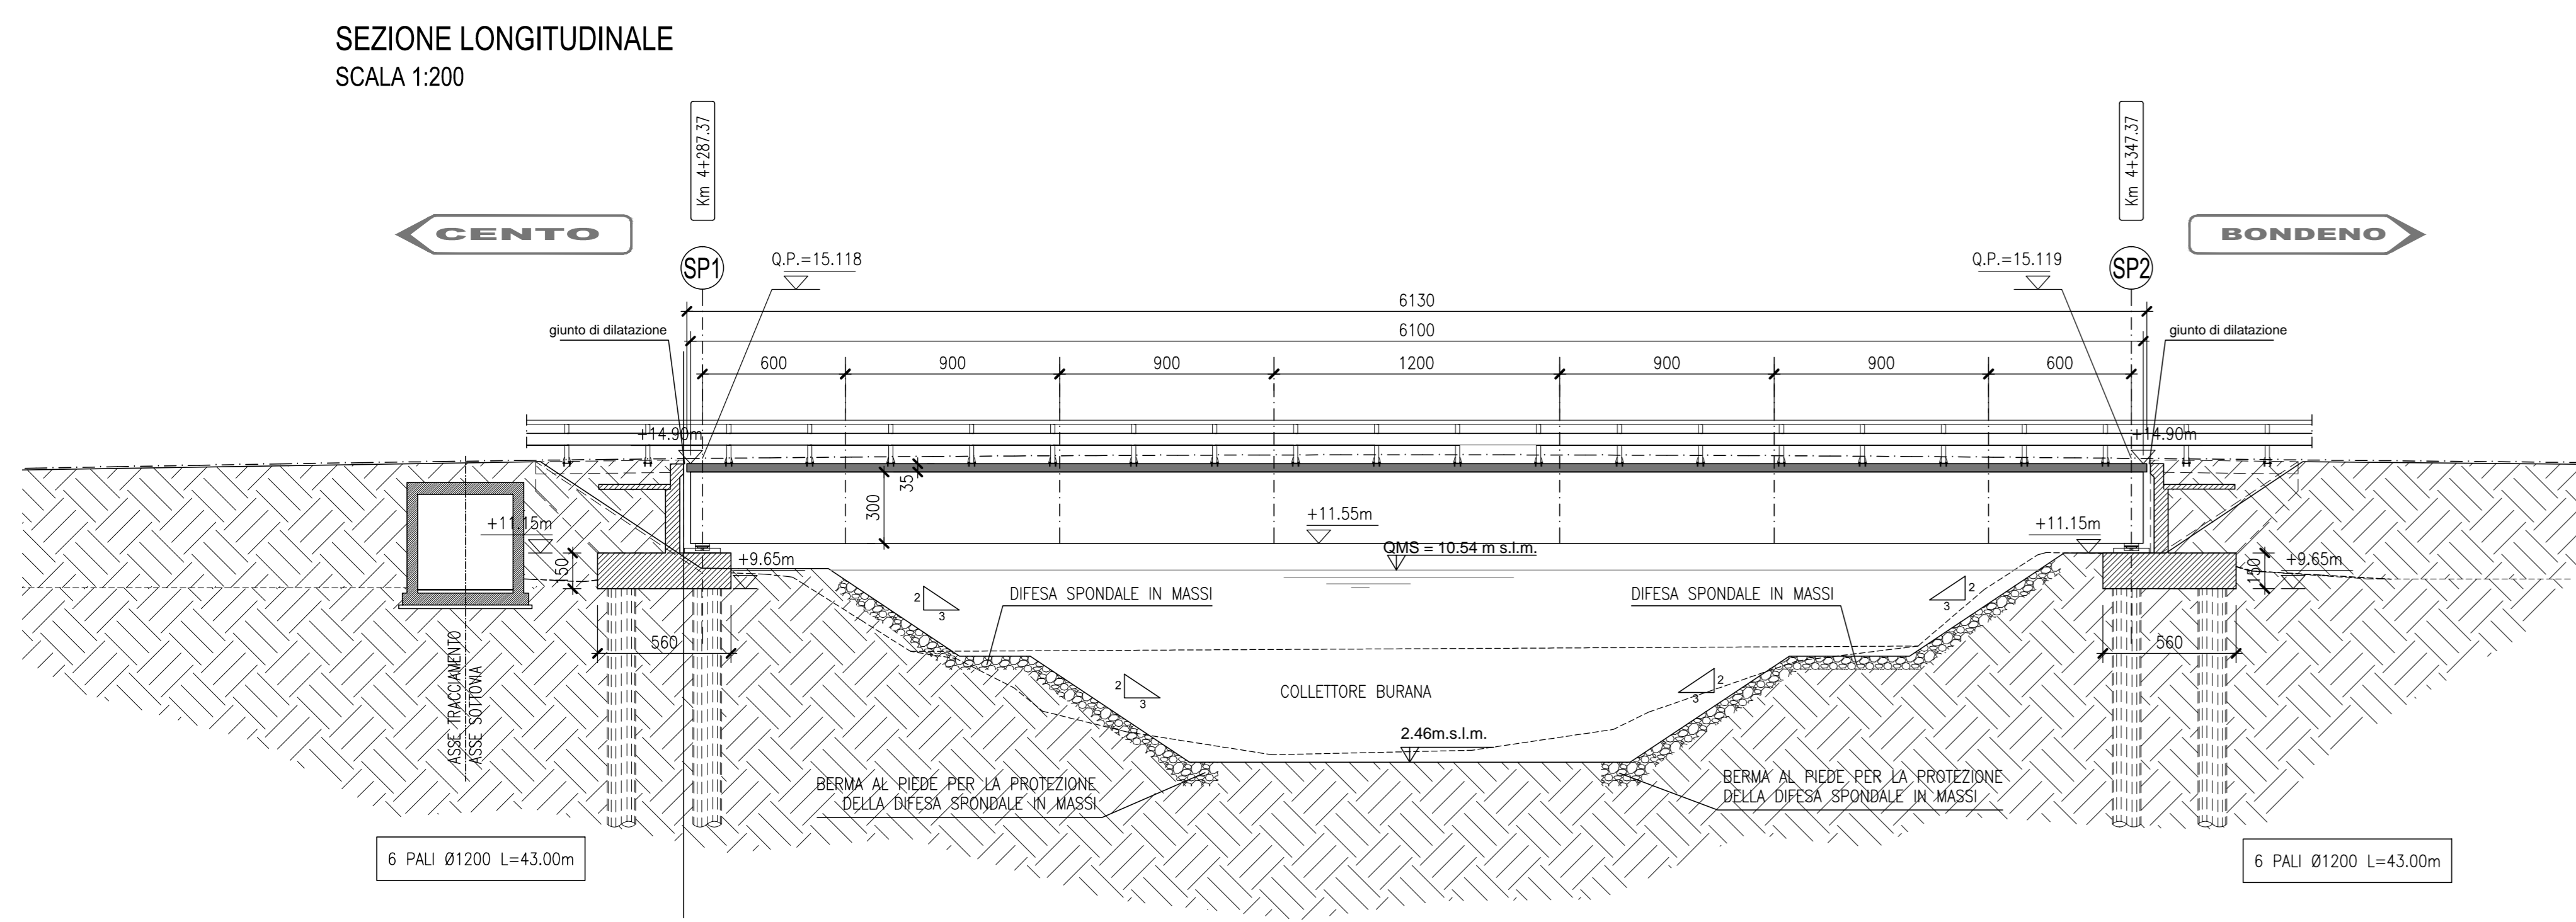 SEZIONE LONGITUDINALE
SCALA 1:200
Km 4+287.37
Km 4+347.37
CENTO
BONDENO
SP1
Q.P.=15.118
Q.P.=15.119
SP2
6130
giunto di dilatazione
6100
giunto di dilatazione
600
900
900
1200
900
900
600
+14.90m
+14.90m
35
300
+11.15m
+11.55m
+11.15m
QMS = 10.54 m s.l.m.
150
+9.65m
150
+9.65m
2
3
DIFESA SPONDALE IN MASSI
DIFESA SPONDALE IN MASSI
2
3
560
560
ASSE TRACCIAMENTO
ASSE SOTTOVIA
2
3
COLLETTORE BURANA
2
3
2.46m.s.l.m.
BERMA AL PIEDE PER LA PROTEZIONE
DELLA DIFESA SPONDALE IN MASSI
BERMA AL PIEDE PER LA PROTEZIONE
DELLA DIFESA SPONDALE IN MASSI
6 PALI Ø1200 L=43.00m
6 PALI Ø1200 L=43.00m